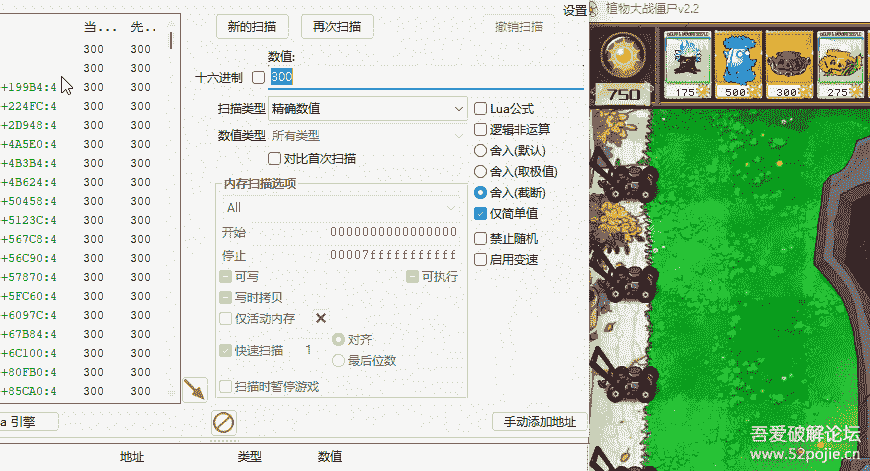 设置
植物大战僵尸v2.2
当... 先..
新的扫描 再次扫描 撤销扫描
数值:
十六进制 300
扫描类型 精确数值
数值类型 所有类型
对比首次扫描
Lua公式
逻辑非运算
舍入(默认)
舍入(取极值)
舍入(截断)
仅简单值
禁止随机
启用变速
内存扫描选项
All
开始 0000000000000000
停止 00007fffffffffff
可写 可执行
写时拷贝
仅活动内存
快速扫描 1 对齐
最后位数
扫描时暂停游戏
300 300
300 300
+199B4:4 300 300
+224FC:4 300 300
+2D948:4 300 300
+4A5E0:4 300 300
+4B3B4:4 300 300
+4B624:4 300 300
+50458:4 300 300
+5123C:4 300 300
+567C8:4 300 300
+56C90:4 300 300
+57870:4 300 300
+5FC60:4 300 300
+6097C:4 300 300
+67B84:4 300 300
+6C100:4 300 300
+80FB0:4 300 300
+85CA0:4 300 300
a 引擎
手动添加地址
地址 类型 数值
750 175 500 300 275
吾爱破解论坛
www.52pojie.cn